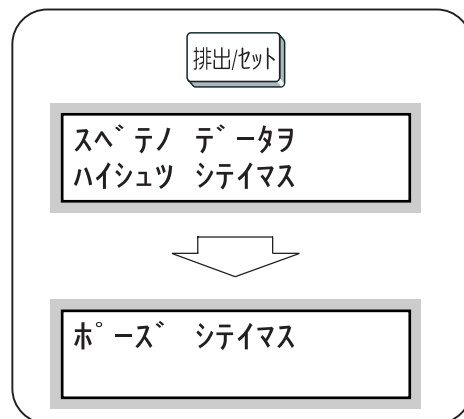 排出/セット
スベテノ データヲ
ハイシュツ シテイマス
ポーズ シテイマス